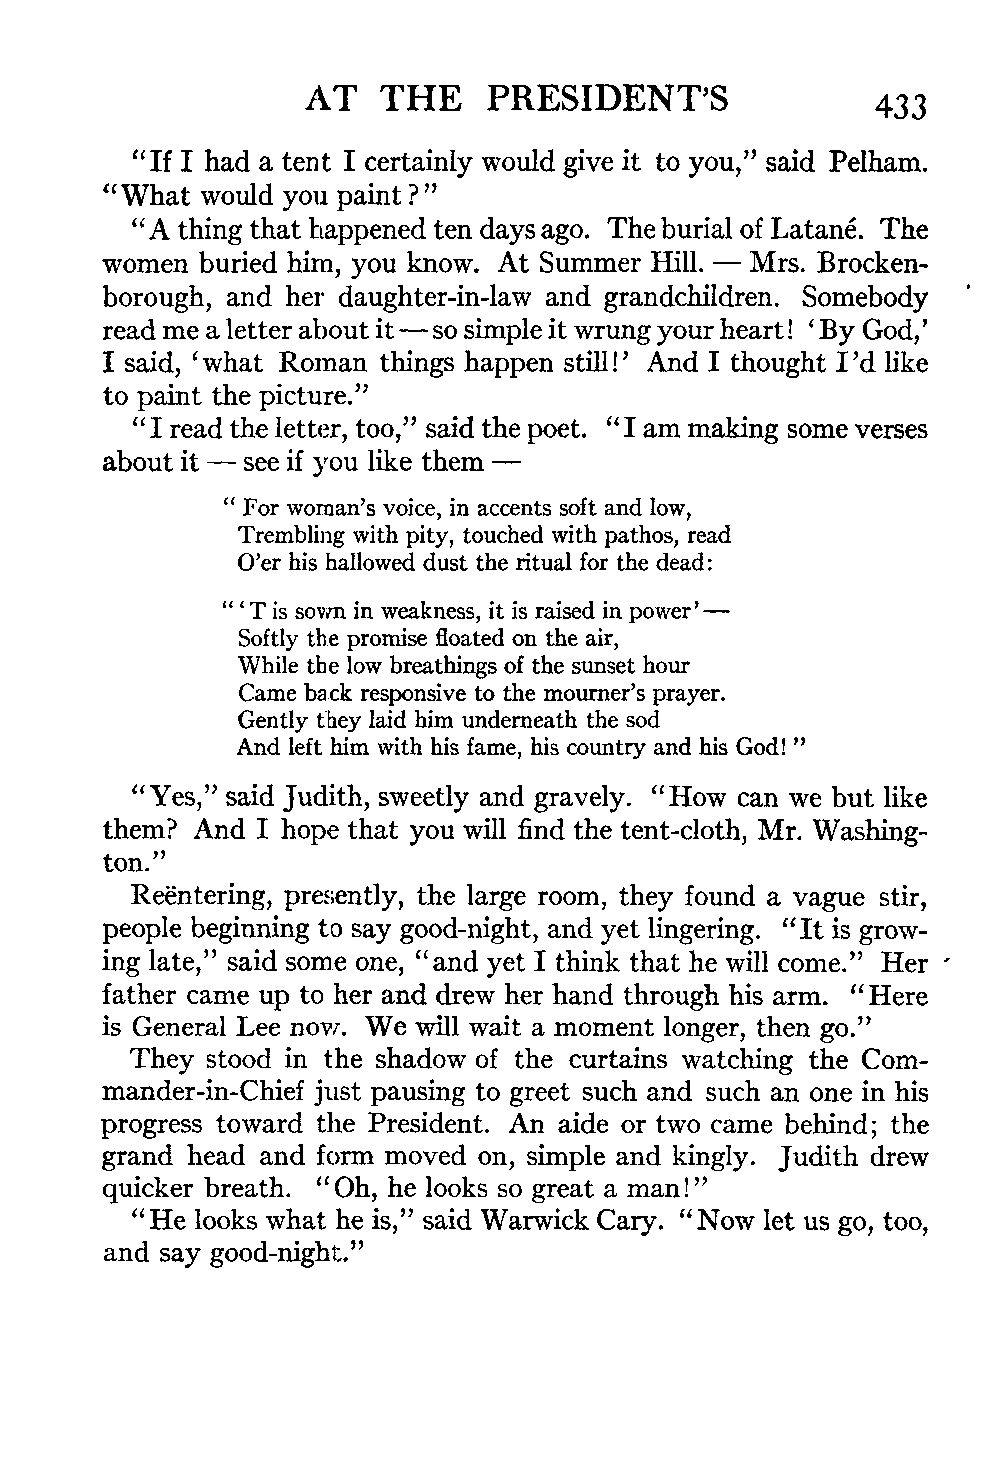 AT THE PRESIDENT'S 433
"If I had a tent I certainly would give it to you," said Pelham.
"What would you paint?"
"A thing that happened ten days ago. The burial of Latané. The
women buried him, you know. At Summer Hill. — Mrs. Brocken-
borough, and her daughter-in-law and grandchildren. Somebody
read me a letter about it — so simple it wrung your heart! 'By God,'
I said, 'what Roman things happen still!' And I thought I'd like
to paint the picture."
"I read the letter, too," said the poet. "I am making some verses
about it — see if you like them —
"For woman's voice, in accents soft and low,
Trembling with pity, touched with pathos, read
O'er his hallowed dust the ritual for the dead:
"'T is sown in weakness, it is raised in power'—
Softly the promise floated on the air,
While the low breathings of the sunset hour
Came back responsive to the mourner's prayer.
Gently they laid him underneath the sod
And left him with his fame, his country and his God!"
"Yes," said Judith, sweetly and gravely. "How can we but like
them? And I hope that you will find the tent-cloth, Mr. Washing-
ton."
Reëntering, presently, the large room, they found a vague stir,
people beginning to say good-night, and yet lingering. "It is grow-
ing late," said some one, "and yet I think that he will come." Her
father came up to her and drew her hand through his arm. "Here
is General Lee now. We will wait a moment longer, then go."
They stood in the shadow of the curtains watching the Com-
mander-in-Chief just pausing to greet such and such an one in his
progress toward the President. An aide or two came behind; the
grand head and form moved on, simple and kingly. Judith drew
quicker breath. "Oh, he looks so great a man!"
"He looks what he is," said Warwick Cary. "Now let us go, too,
and say good-night."